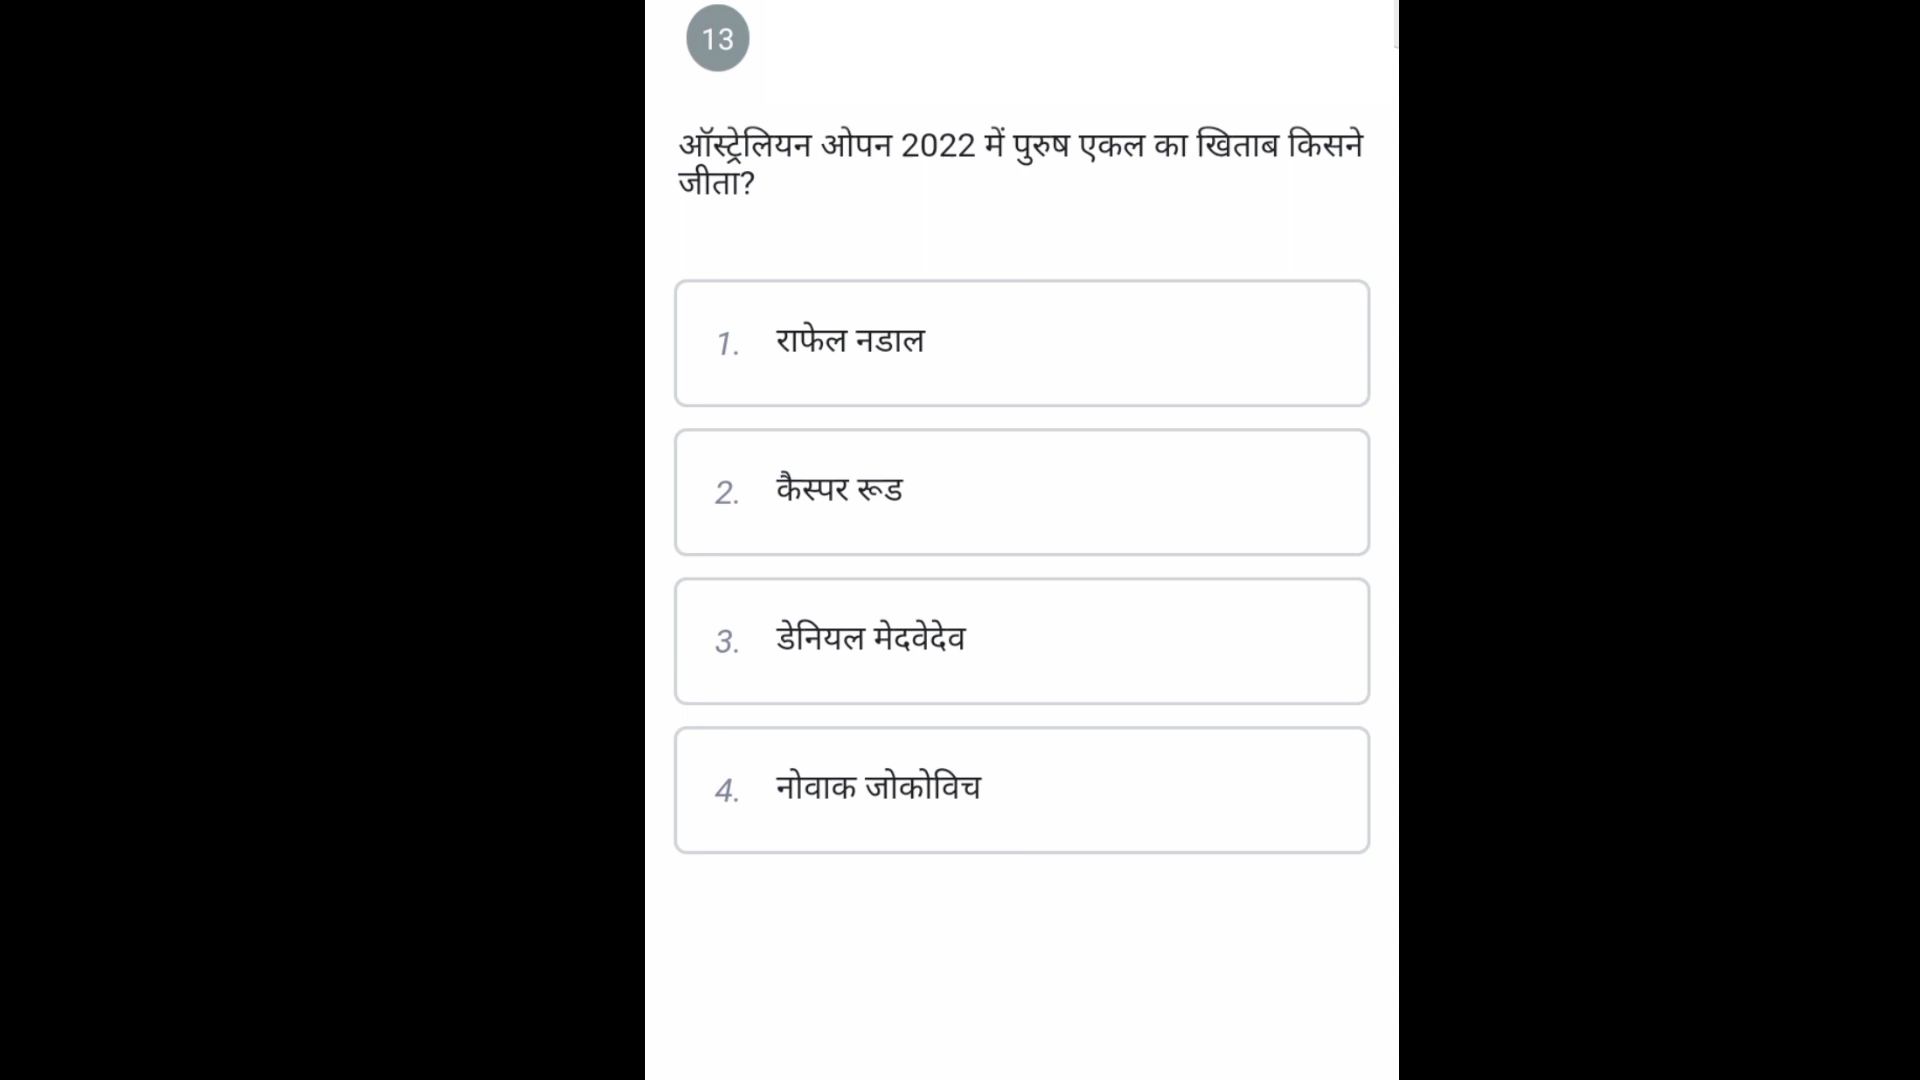 13
ऑस्ट्रेलियन ओपन 2022 में पुरुष एकल का खिताब किसने
जीता?
1. राफेल नडाल
2. कैस्पर रूड
3. डेनियल मेदवेदेव
4. नोवाक जोकोविच